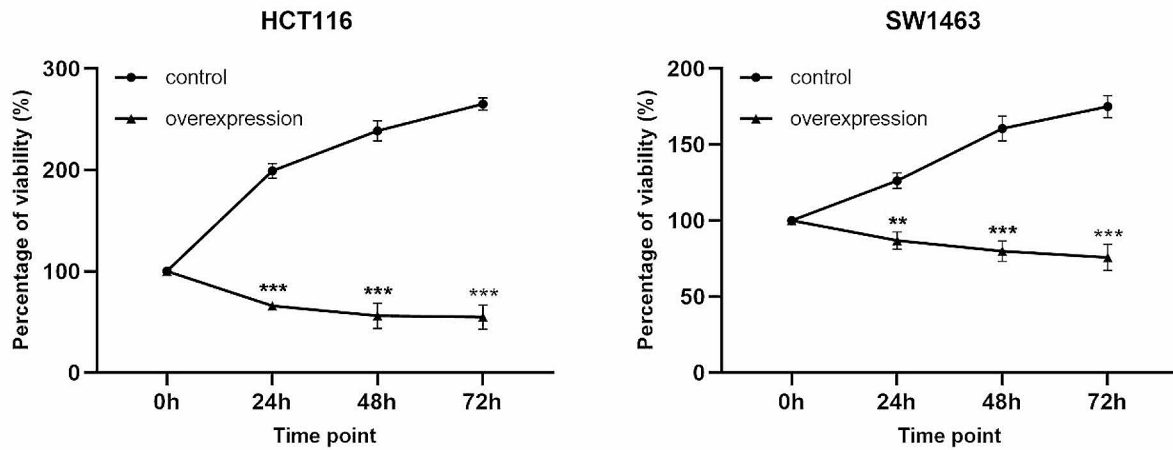 HCT116
300
200
100
0
Percentage of viability (%)
control
overexpression
***
***
***
0h
24h
48h
72h
Time point
SW1463
200
150
100
50
0
Percentage of viability (%)
control
overexpression
**
***
***
0h
24h
48h
72h
Time point